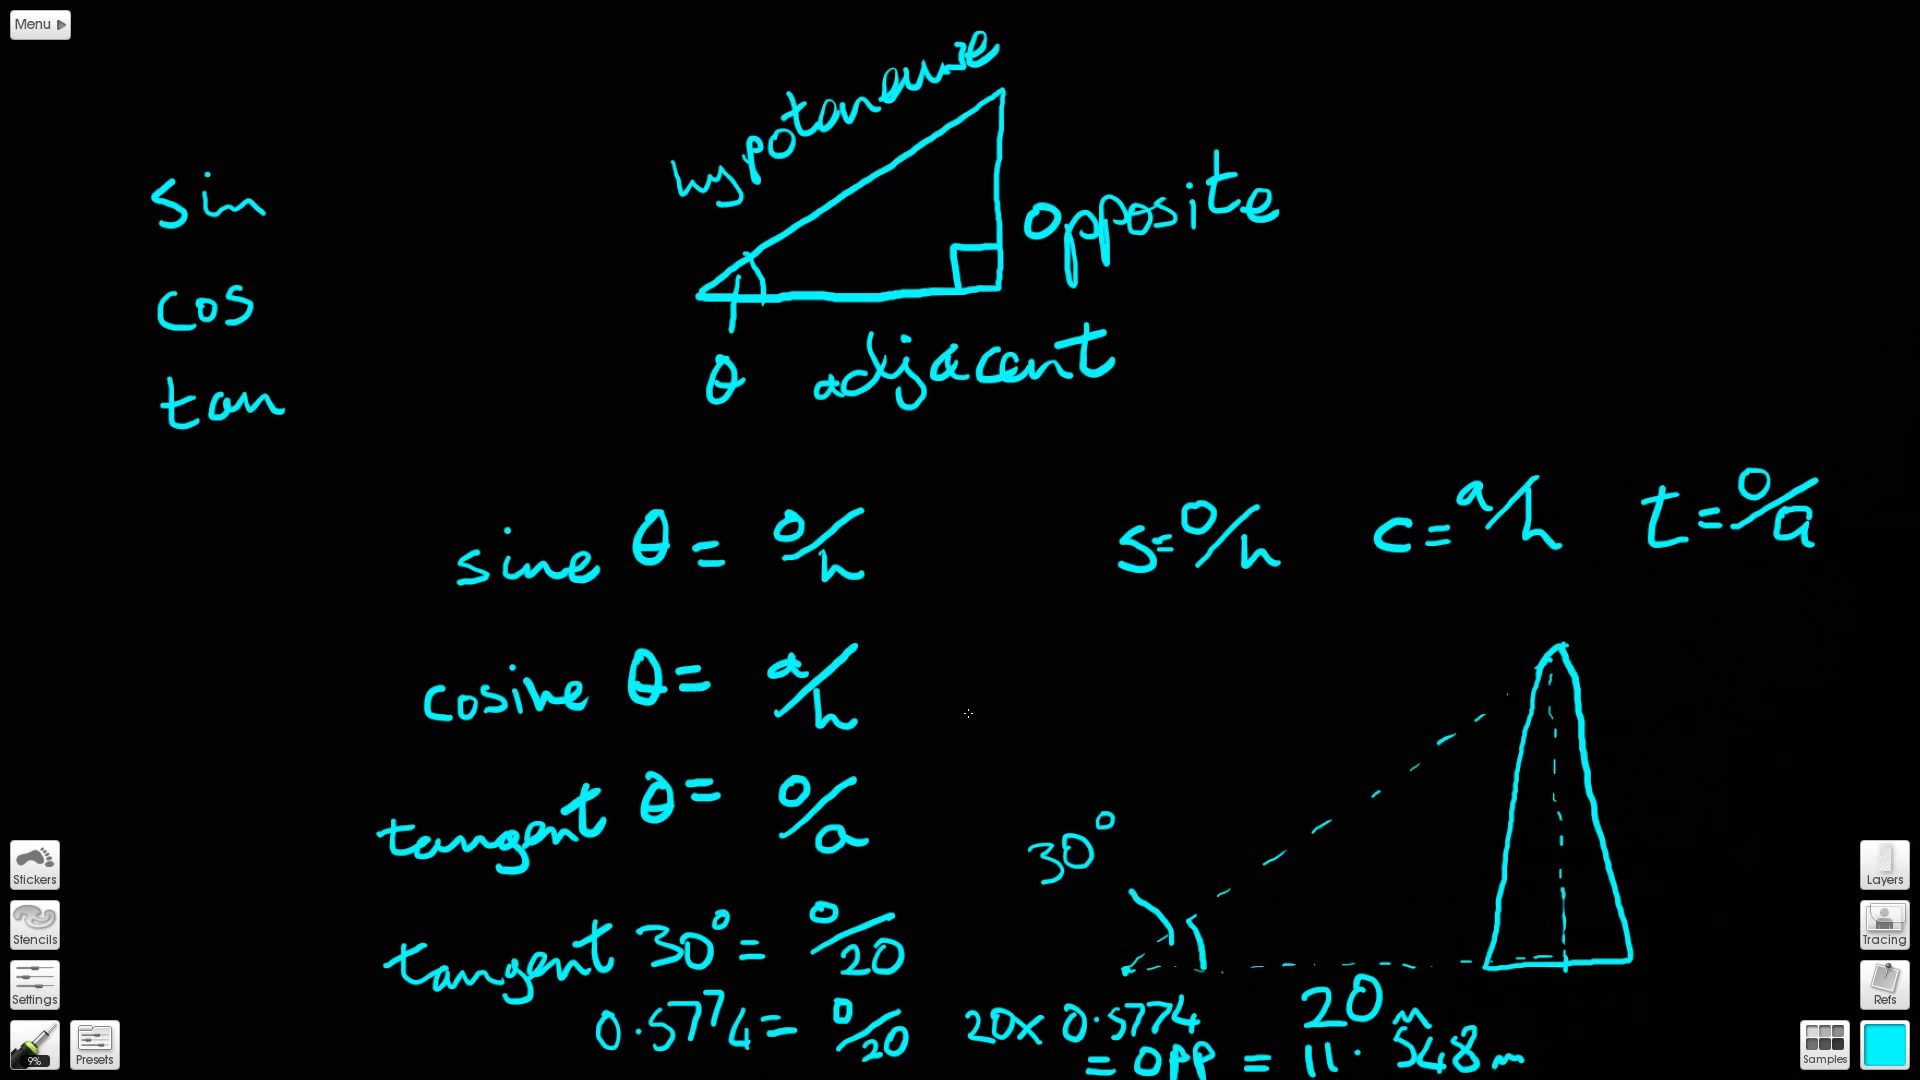 Menu
hypotanuse
sin
opposite
cos
θ adjacent
tan
sine θ = o/h
s=o/h c=a/h t=o/a
cosine θ= a/h
tangent θ= o/a
30°
tangent 30°= o/20
20m
0.5774= o/20 20x 0.5774
= opp = 11.548m
Stickers
Stencils
Settings
9%
Presets
Layers
Tracing
Refs
Samples